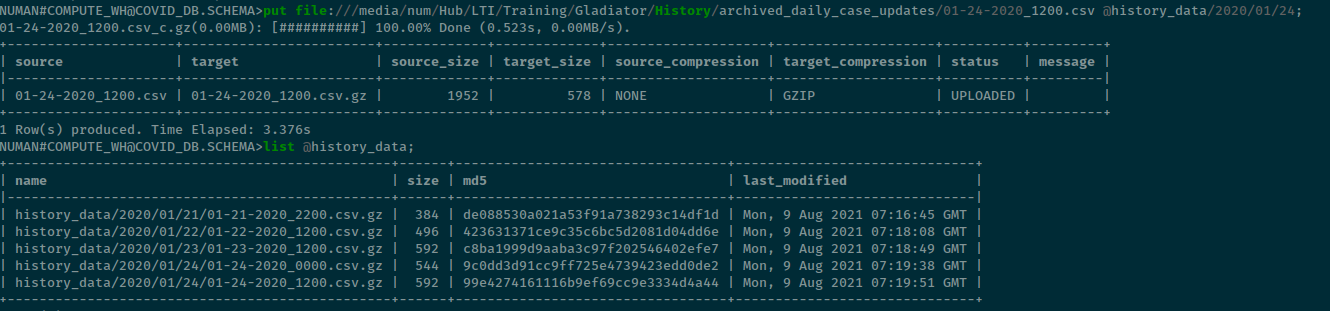 NUMAN#COMPUTE_WH@COVID_DB.SCHEMA>put file:///media/num/Hub/LTI/Training/Gladiator/History/archived_daily_case_updates/01-24-2020_1200.csv @history_data/2020/01/24;
01-24-2020_1200.csv_c.gz(0.00MB): [##########] 100.00% Done (0.523s, 0.00MB/s).
+---------------------+------------------------+-------------+-------------+--------------------+--------------------+----------+---------+
| source | target | source_size | target_size | source_compression | target_compression | status | message |
|---------------------+------------------------+-------------+-------------+--------------------+--------------------+----------+---------|
| 01-24-2020_1200.csv | 01-24-2020_1200.csv.gz | 1952 | 578 | NONE | GZIP | UPLOADED | |
+---------------------+------------------------+-------------+-------------+--------------------+--------------------+----------+---------+
1 Row(s) produced. Time Elapsed: 3.376s
NUMAN#COMPUTE_WH@COVID_DB.SCHEMA>list @history_data;
+------------------------------------------------+------+----------------------------------+------------------------------+
| name | size | md5 | last_modified |
|------------------------------------------------+------+----------------------------------+------------------------------|
| history_data/2020/01/21/01-21-2020_2200.csv.gz | 384 | de088530a021a53f91a738293c14df1d | Mon, 9 Aug 2021 07:16:45 GMT |
| history_data/2020/01/22/01-22-2020_1200.csv.gz | 496 | 423631371ce9c35c6bc5d2081d04dd6e | Mon, 9 Aug 2021 07:18:08 GMT |
| history_data/2020/01/23/01-23-2020_1200.csv.gz | 592 | c8ba1999d9aaba3c97f202546402efe7 | Mon, 9 Aug 2021 07:18:49 GMT |
| history_data/2020/01/24/01-24-2020_0000.csv.gz | 544 | 9c0dd3d91cc9ff725e4739423edd0de2 | Mon, 9 Aug 2021 07:19:38 GMT |
| history_data/2020/01/24/01-24-2020_1200.csv.gz | 592 | 99e4274161116b9ef69cc9e3334d4a44 | Mon, 9 Aug 2021 07:19:51 GMT |
+------------------------------------------------+------+----------------------------------+------------------------------+